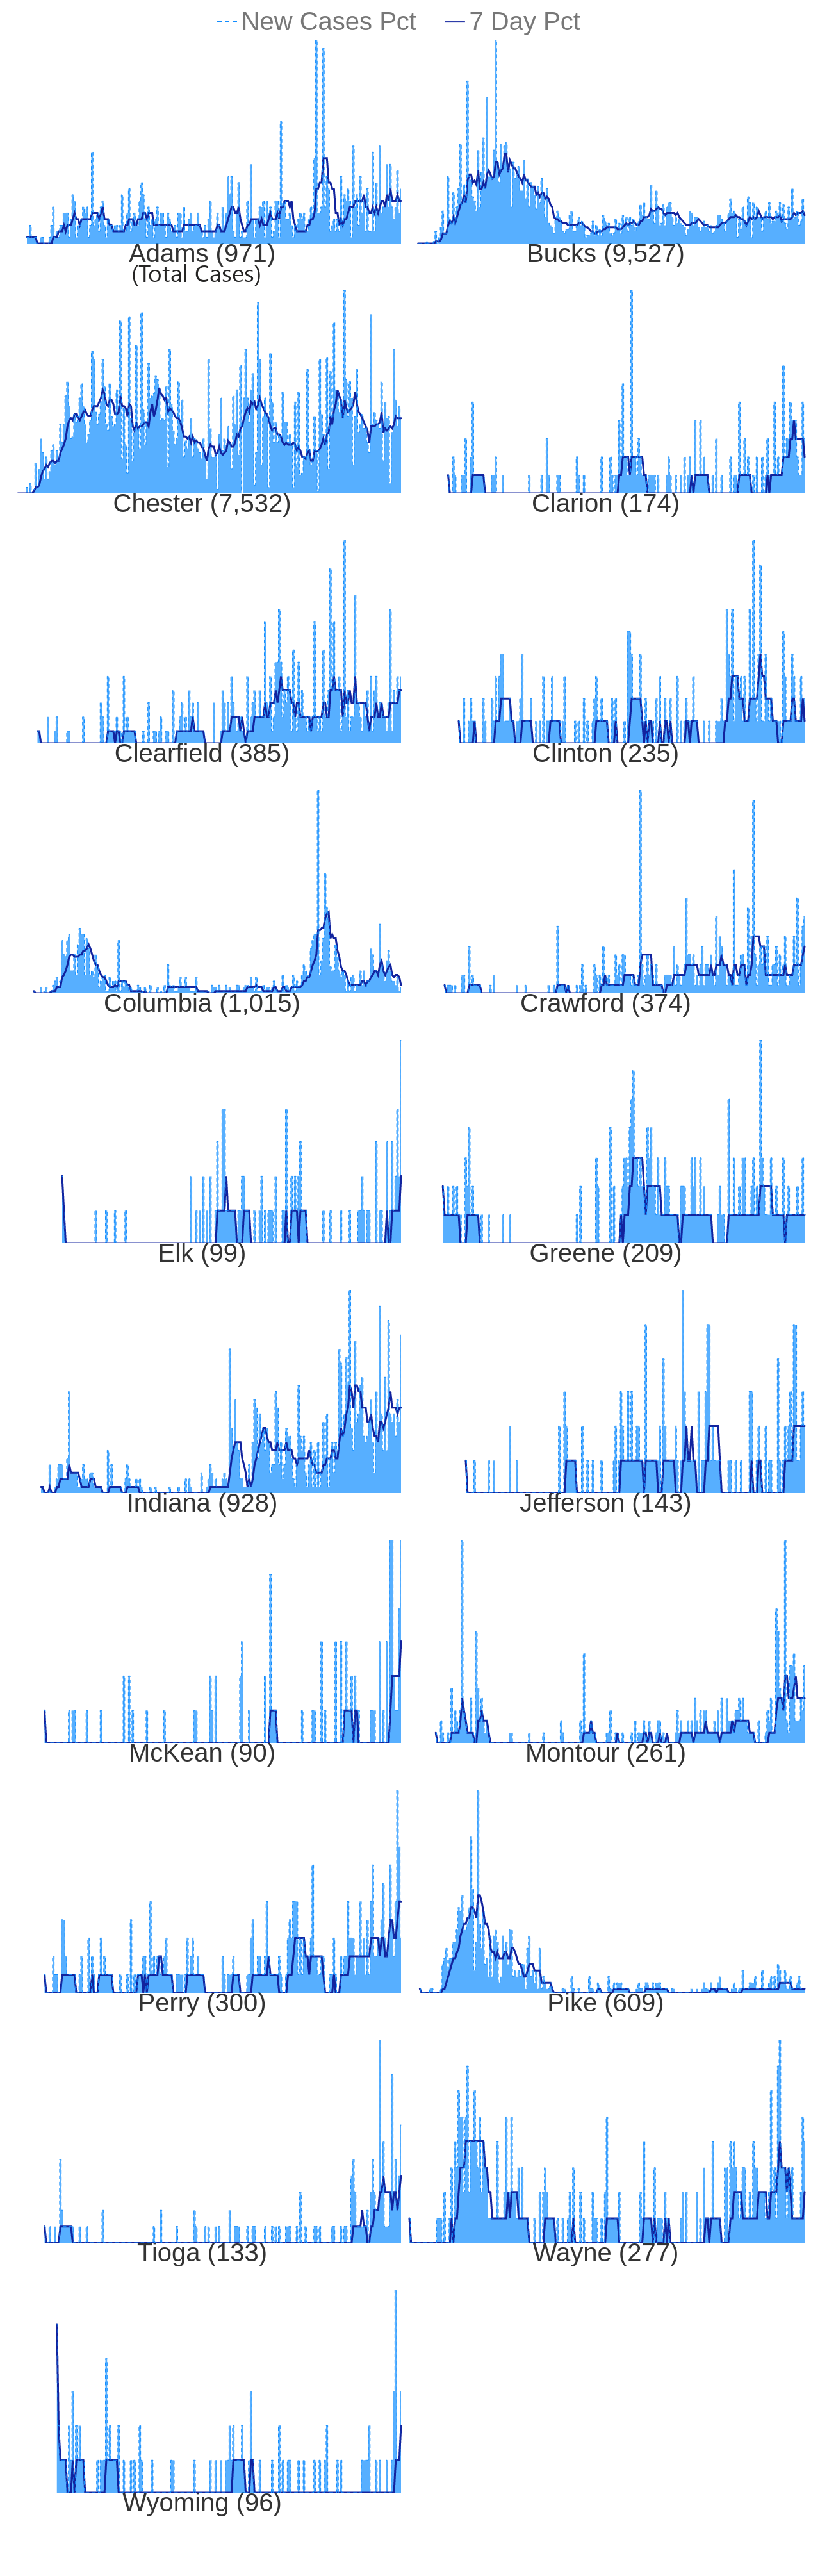 New Cases Pct 7 Day Pct
Adams (971) Bucks (9,527)
(Total Cases)
Chester (7,532) Clarion (174)
Clearfield (385) Clinton (235)
Columbia (1,015) Crawford (374)
Elk (99) Greene (209)
Indiana (928) Jefferson (143)
McKean (90) Montour (261)
Perry (300) Pike (609)
Tioga (133) Wayne (277)
Wyoming (96)